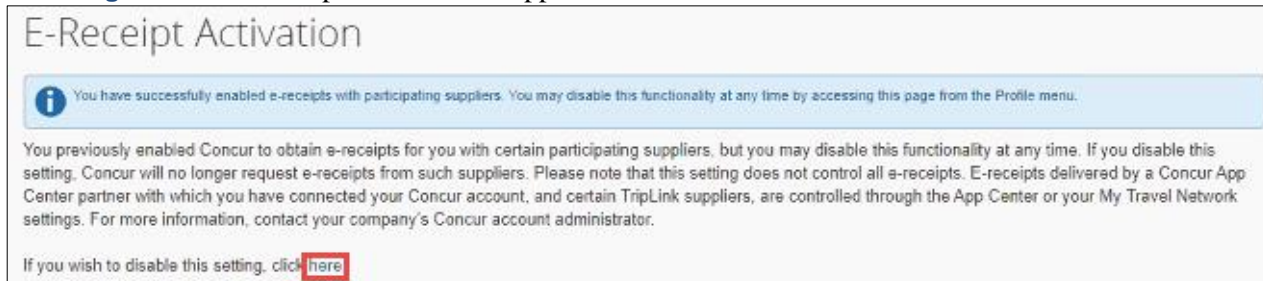 E-Receipt Activation
You have successfully enabled e-receipts with participating suppliers. You may disable this functionality at any time by accessing this page from the Profile menu.
You previously enabled Concur to obtain e-receipts for you with certain participating suppliers, but you may disable this functionality at any time. If you disable this
setting, Concur will no longer request e-receipts from such suppliers. Please note that this setting does not control all e-receipts. E-receipts delivered by a Concur App
Center partner with which you have connected your Concur account, and certain TripLink suppliers, are controlled through the App Center or your My Travel Network
settings. For more information, contact your company's Concur account administrator.
If you wish to disable this setting, click here